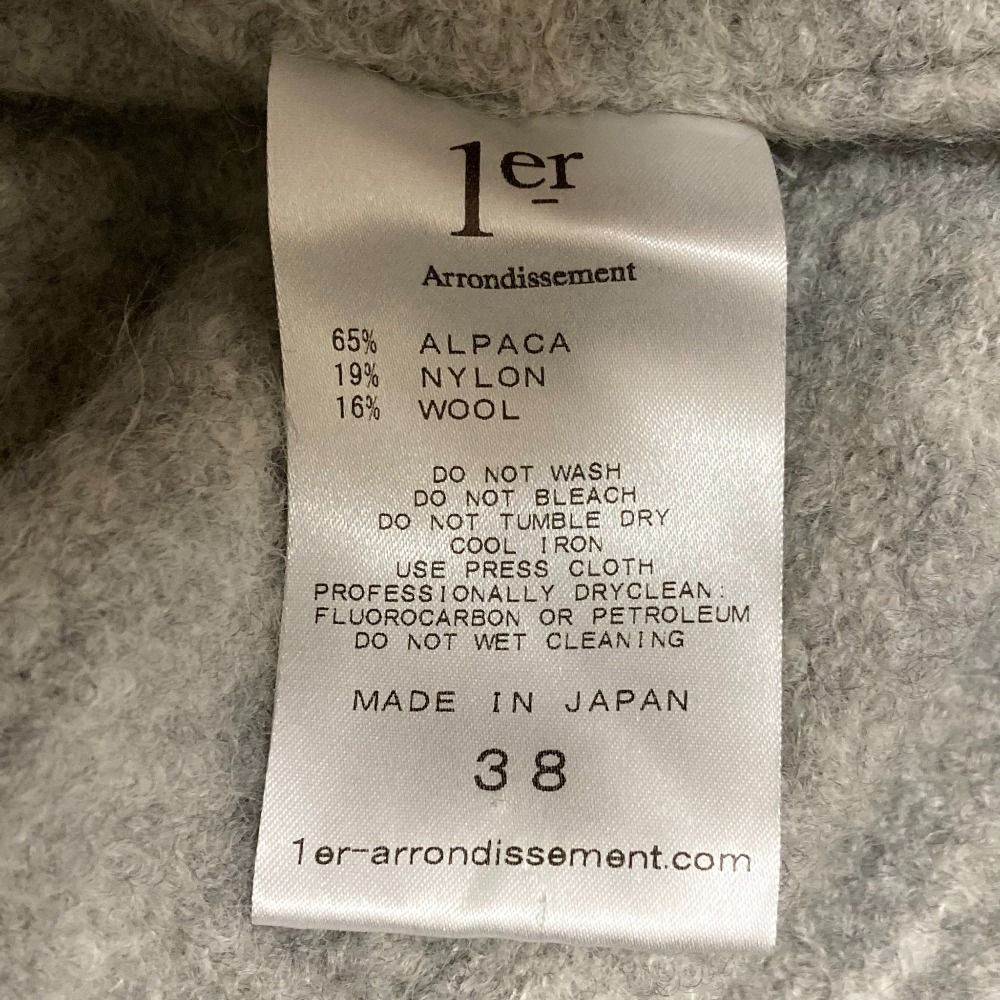 1er
Arrondissement
65% ALPACA
19% NYLON
16% WOOL
DO NOT WASH
DO NOT BLEACH
DO NOT TUMBLE DRY
COOL IRON
USE PRESS CLOTH
PROFESSIONALLY DRYCLEAN:
FLUOROCARBON OR PETROLEUM
DO NOT WET CLEANING
MADE IN JAPAN
38
1er-arrondissement.com